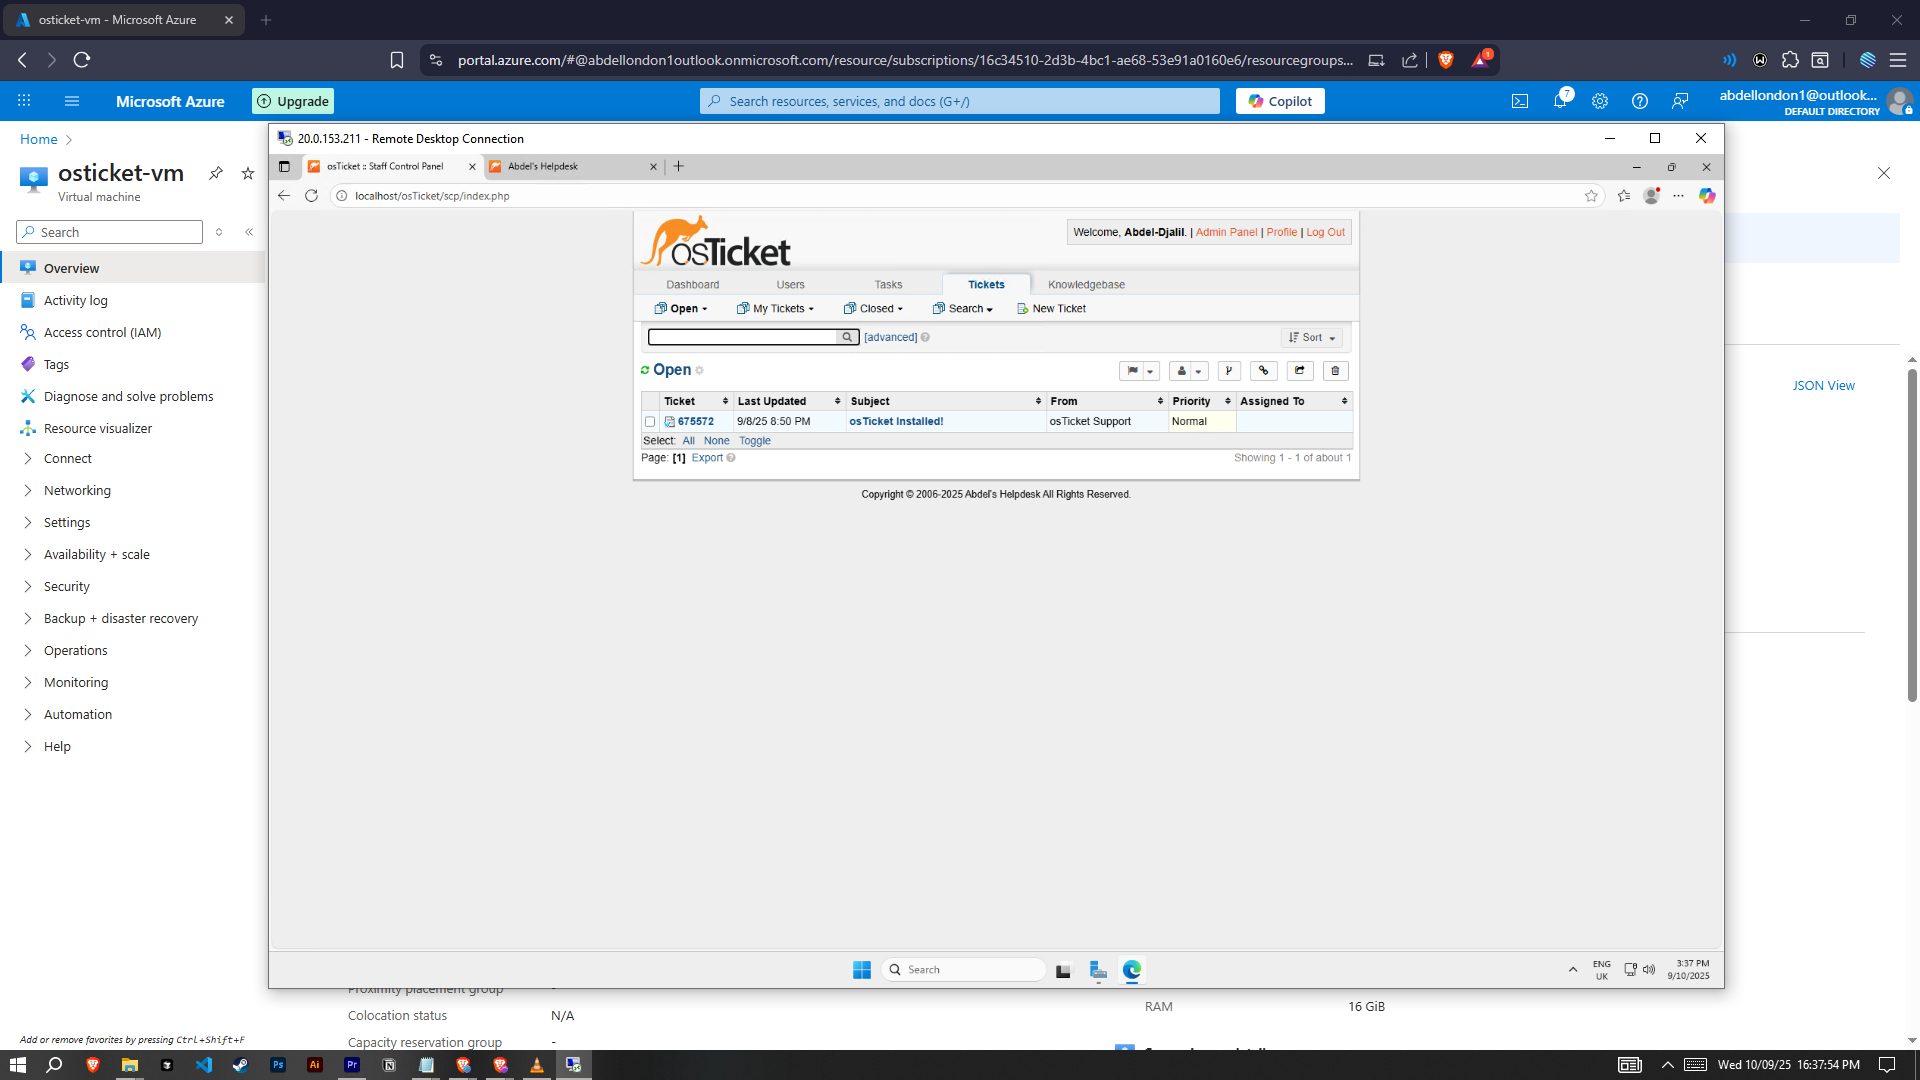 osticket-vm - Microsoft Azure
portal.azure.com/#@abdellondon1outlook.onmicrosoft.com/resource/subscriptions/16c34510-2d3b-4bc1-ae68-53e91a0160e6/resourcegroups...
1
Microsoft Azure
Upgrade
Search resources, services, and docs (G+/)
Copilot
7
abdellondon1@outlook....
DEFAULT DIRECTORY
Home
osticket-vm
Virtual machine
Search
Overview
Activity log
Access control (IAM)
Tags
Diagnose and solve problems
Resource visualizer
Connect
Networking
Settings
Availability + scale
Security
Backup + disaster recovery
Operations
Monitoring
Automation
Help
Add or remove favorites by pressing Ctrl+Shift+F
JSON View
20.0.153.211 - Remote Desktop Connection
osTicket :: Staff Control Panel
Abdel's Helpdesk
localhost/osTicket/scp/index.php
osTicket
Welcome, Abdel-Djalil. | Admin Panel | Profile | Log Out
Dashboard Users Tasks Tickets Knowledgebase
Open My Tickets Closed Search New Ticket
[advanced] Sort
Open
Ticket Last Updated Subject From Priority Assigned To
675572 9/8/25 8:50 PM osTicket Installed! osTicket Support Normal
Select: All None Toggle
Page: [1] Export Showing 1 - 1 of about 1
Copyright © 2006-2025 Abdel's Helpdesk All Rights Reserved.
Search
ENG
UK
3:37 PM
9/10/2025
Proximity placement group -
Colocation status N/A
Capacity reservation group -
RAM 16 GiB
Ps
Ai
Pr
Wed 10/09/25 16:37:54 PM